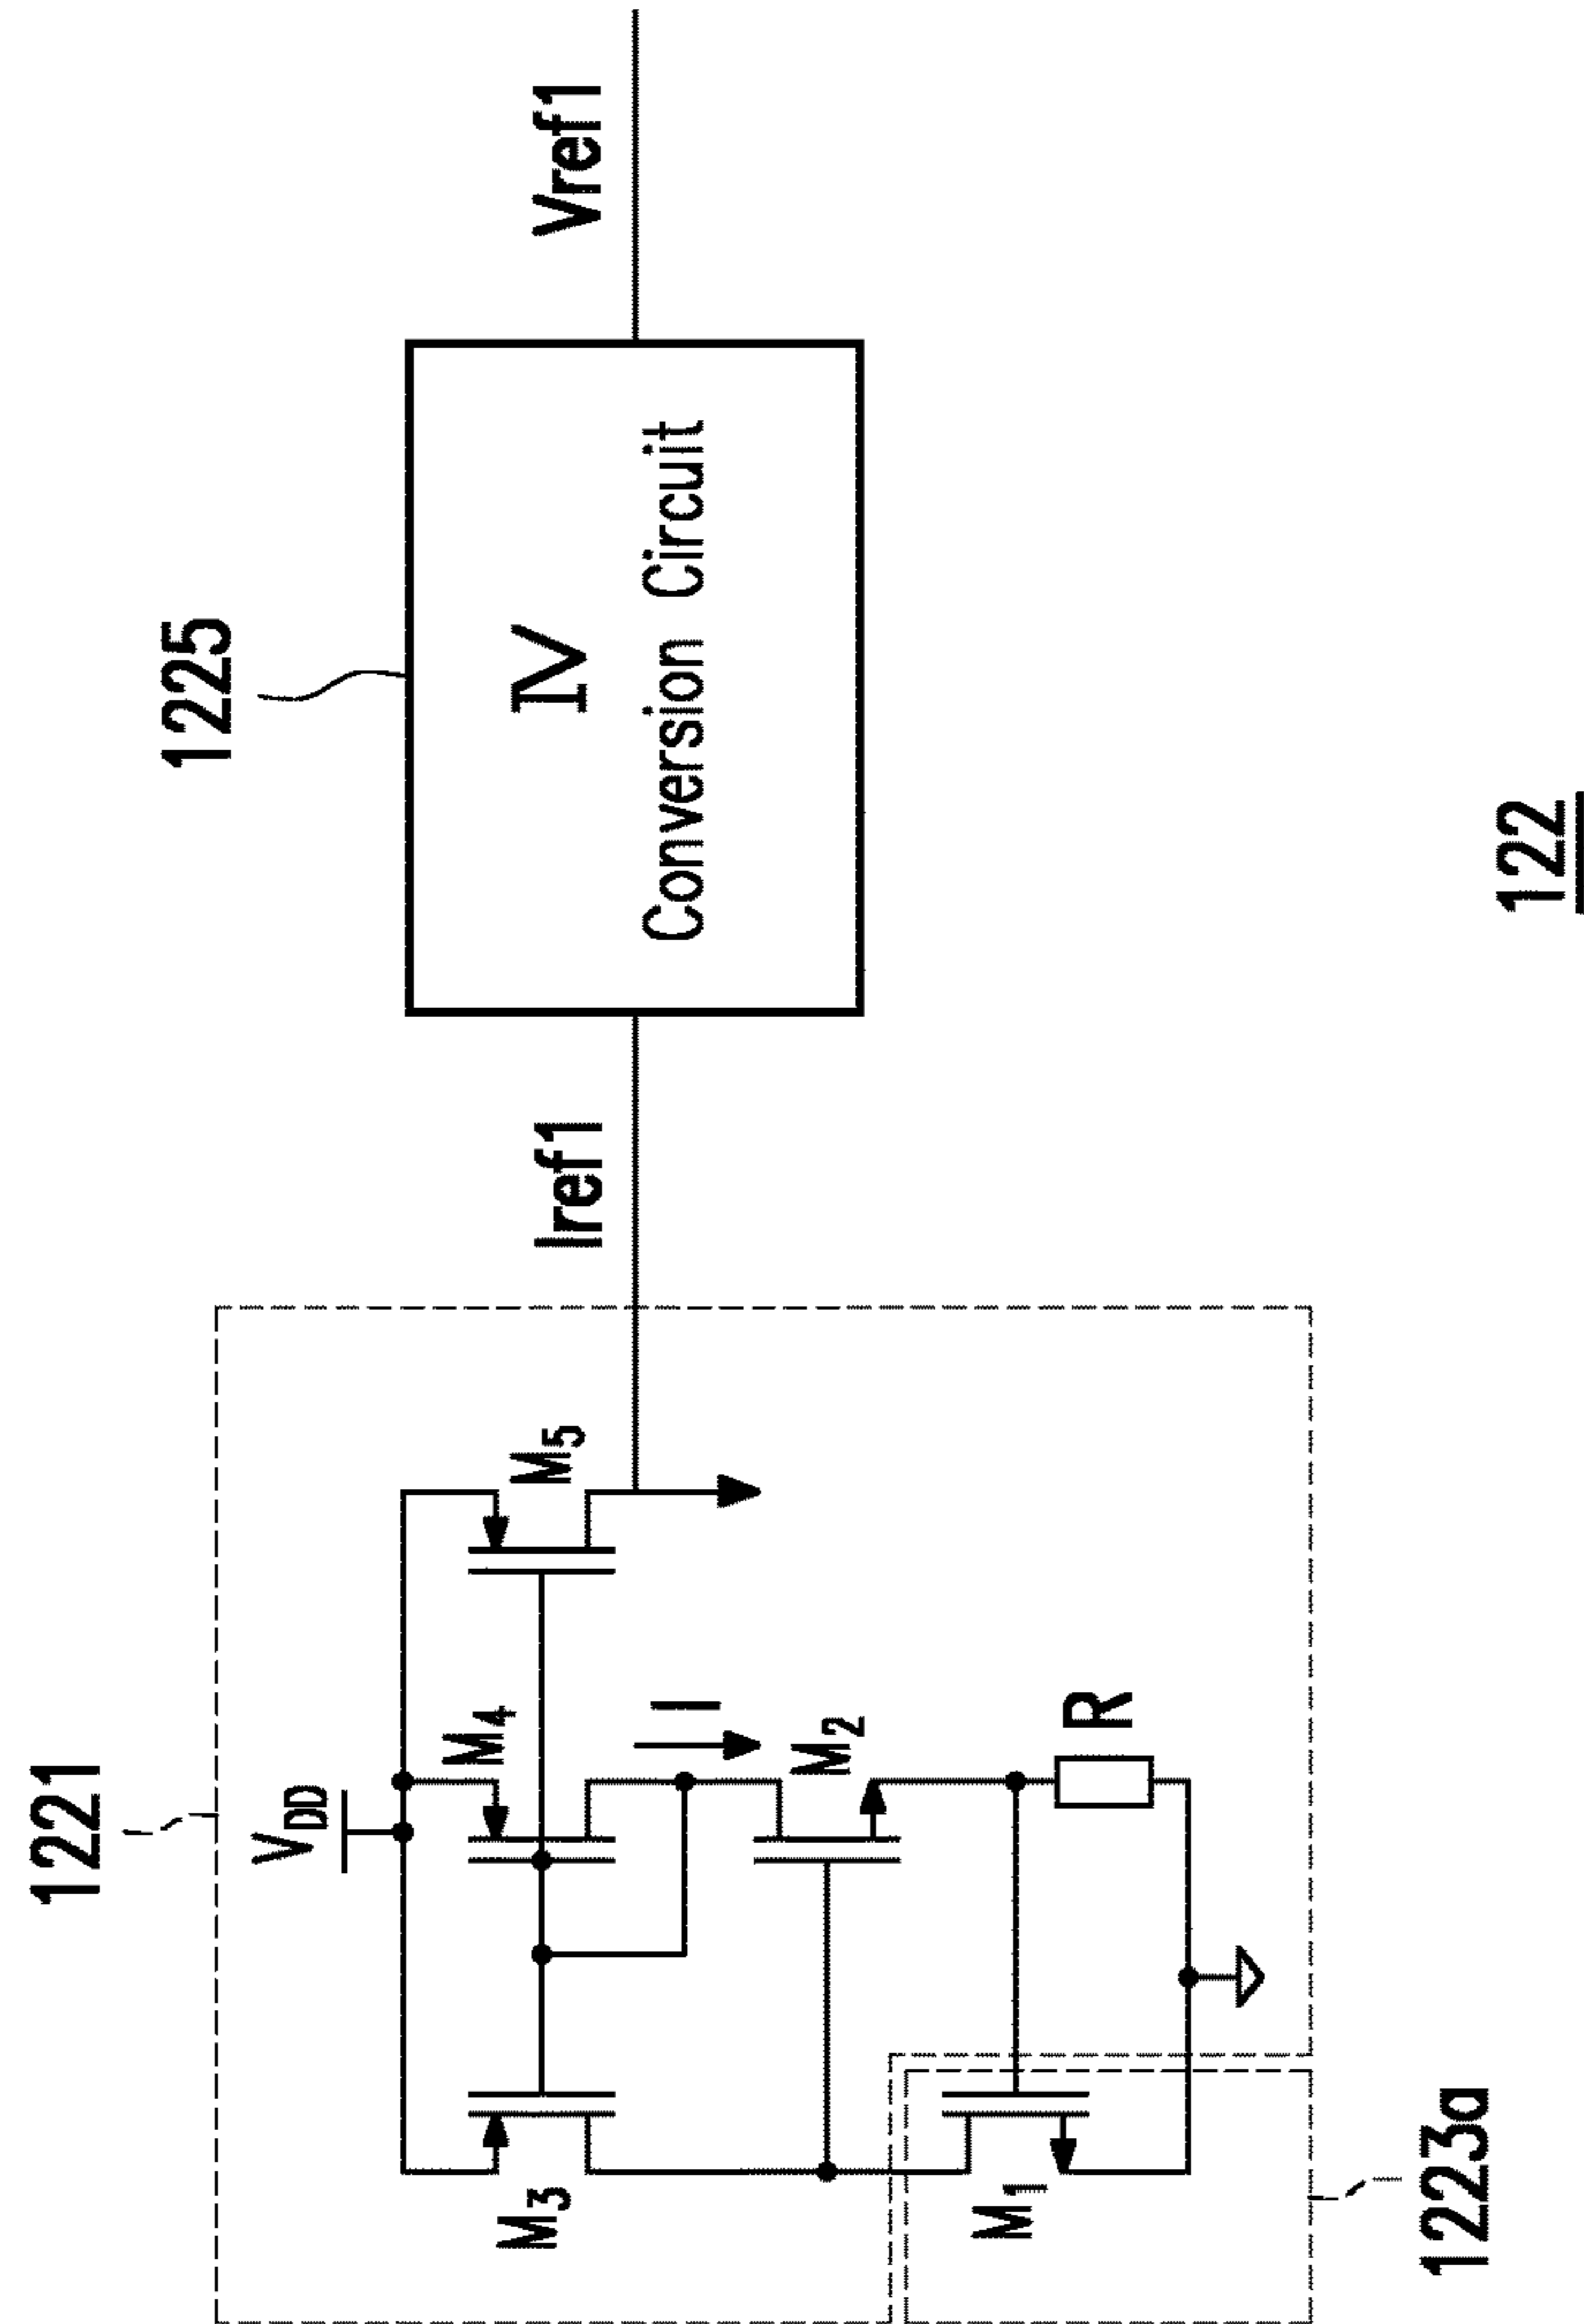 1221
1225
VDD
M3
M4
M5
I
Iref1
IV
Conversion Circuit
Vref1
M2
M1
R
1223a
122